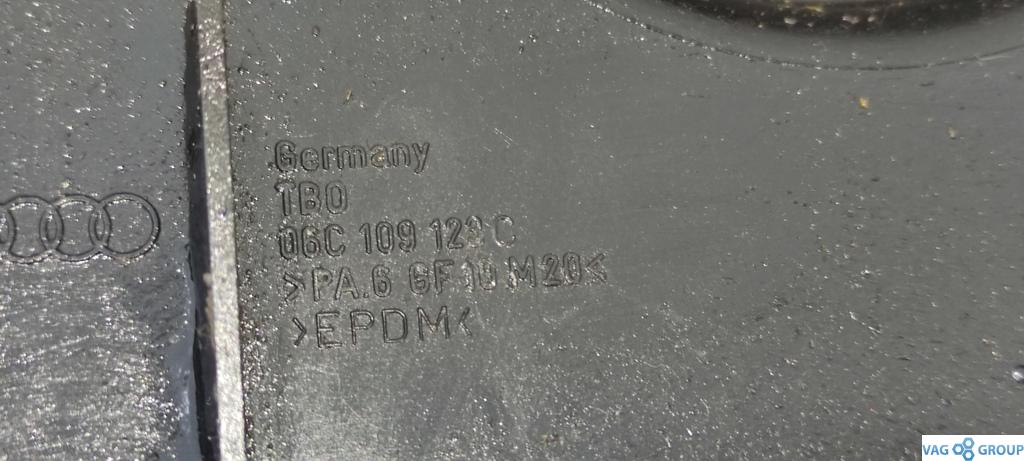 Germany
TBO
06C 109 123 C
>PA.6 GF10 M20<
>EPDM<
VAG GROUP